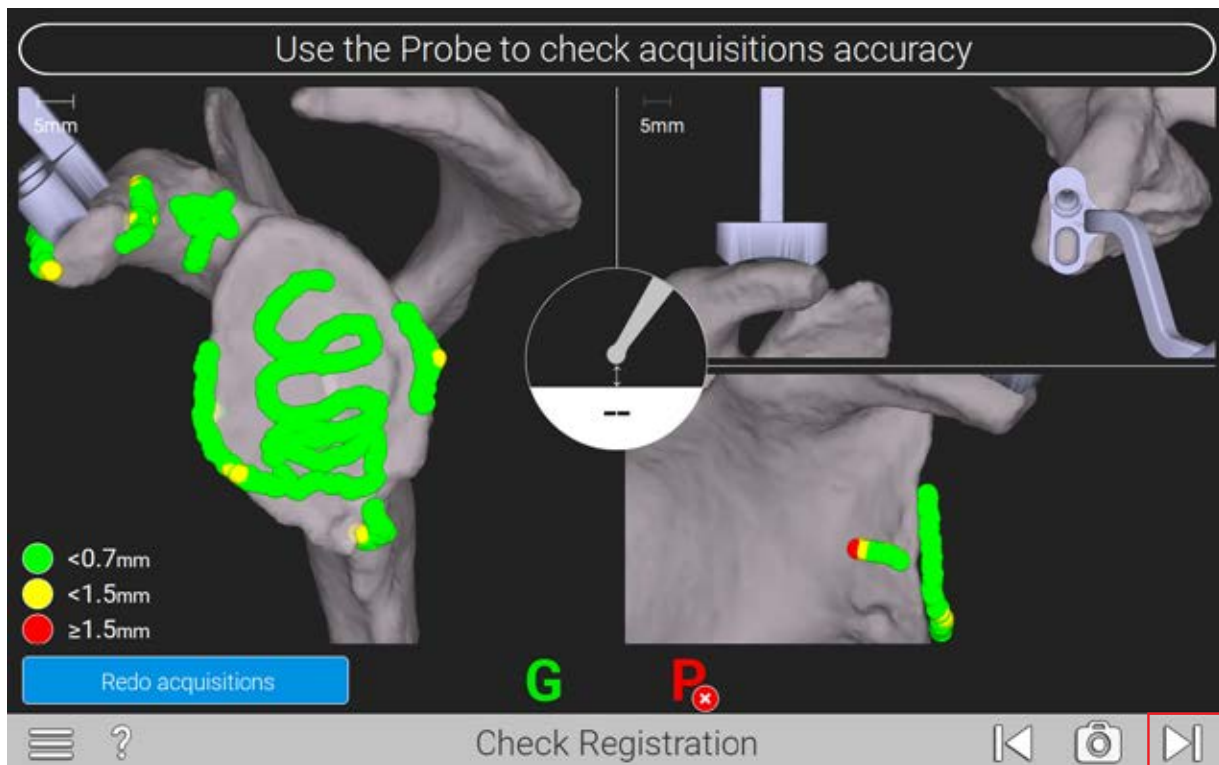 Use the Probe to check acquisitions accuracy
5mm
5mm
--
<0.7mm
<1.5mm
≥1.5mm
Redo acquisitions
G
P
?
Check Registration